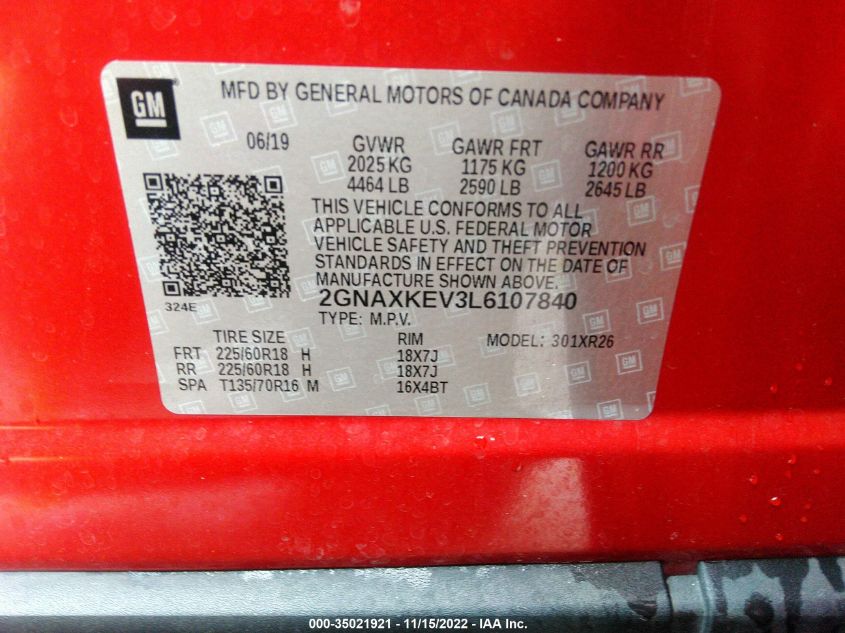 GM
MFD BY GENERAL MOTORS OF CANADA COMPANY
06/19 GVWR GAWR FRT GAWR RR
2025 KG 1175 KG 1200 KG
4464 LB 2590 LB 2645 LB
THIS VEHICLE CONFORMS TO ALL
APPLICABLE U.S. FEDERAL MOTOR
VEHICLE SAFETY AND THEFT PREVENTION
STANDARDS IN EFFECT ON THE DATE OF
MANUFACTURE SHOWN ABOVE.
324E 2GNAXKEV3L6107840
TYPE: M.P.V.
TIRE SIZE RIM MODEL: 301XR26
FRT 225/60R18 H 18X7J
RR 225/60R18 H 18X7J
SPA T135/70R16 M 16X4BT
000-35021921 - 11/15/2022 - IAA Inc.